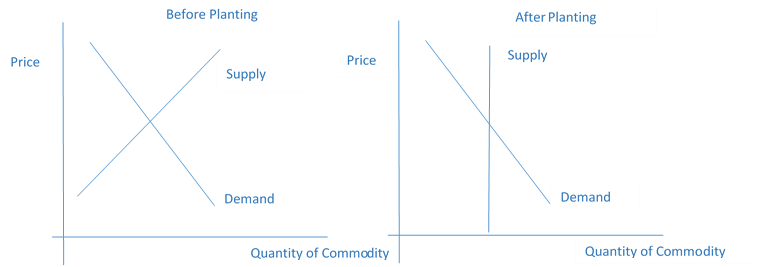 Before Planting
Price
Supply
Demand
Quantity of Commodity
After Planting
Price
Supply
Demand
Quantity of Commodity